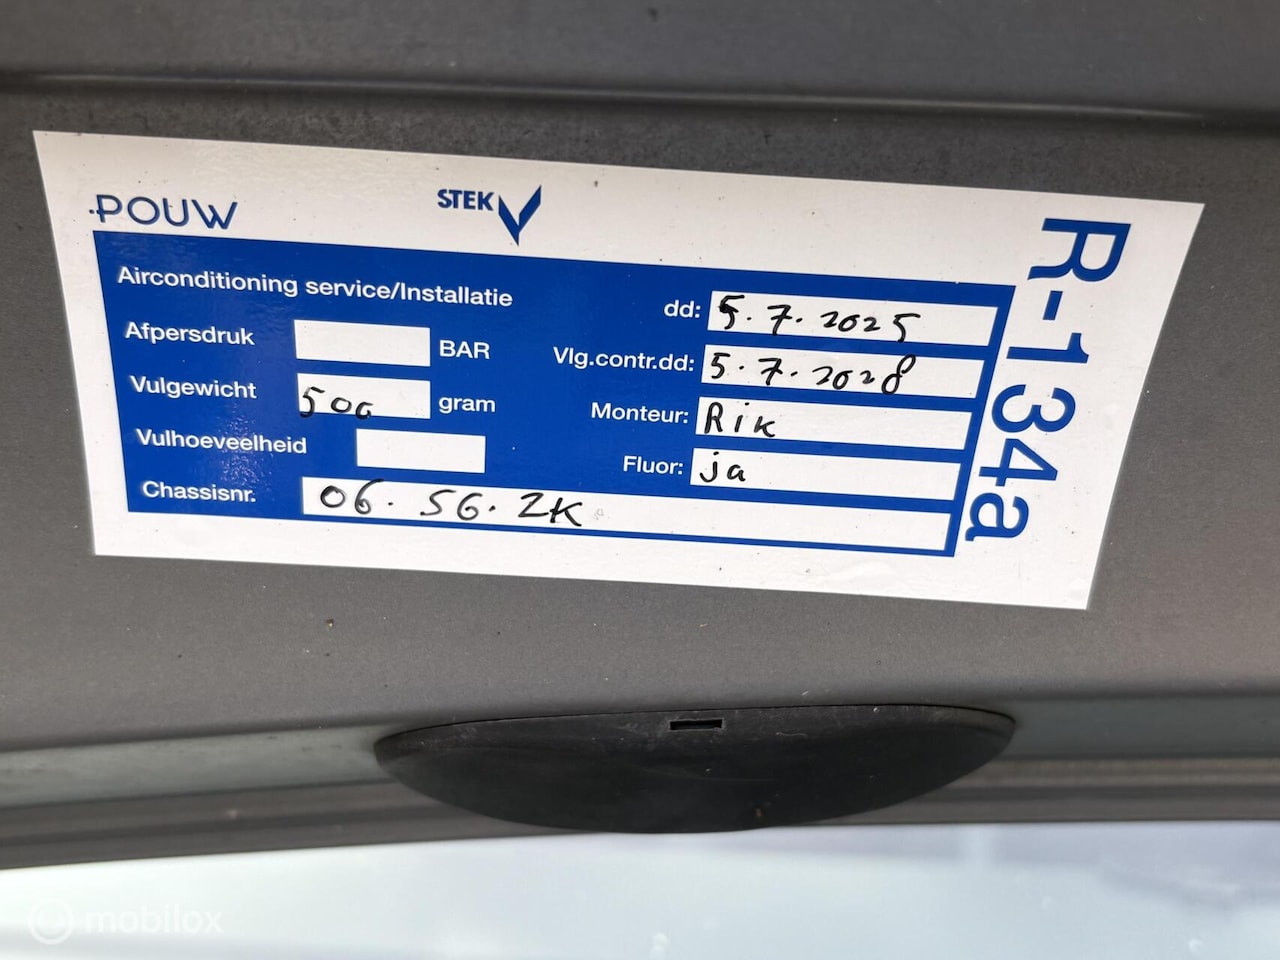 POUW
STEK
Airconditioning service/Installatie
dd: 5.7.2025
Afpersdruk BAR
Vlg.contr.dd: 5.7.2028
Vulgewicht 500 gram
Monteur: Rik
Vulhoeveelheid
Fluor: ja
Chassisnr. 06.SG.ZK
R-134a
mobilox